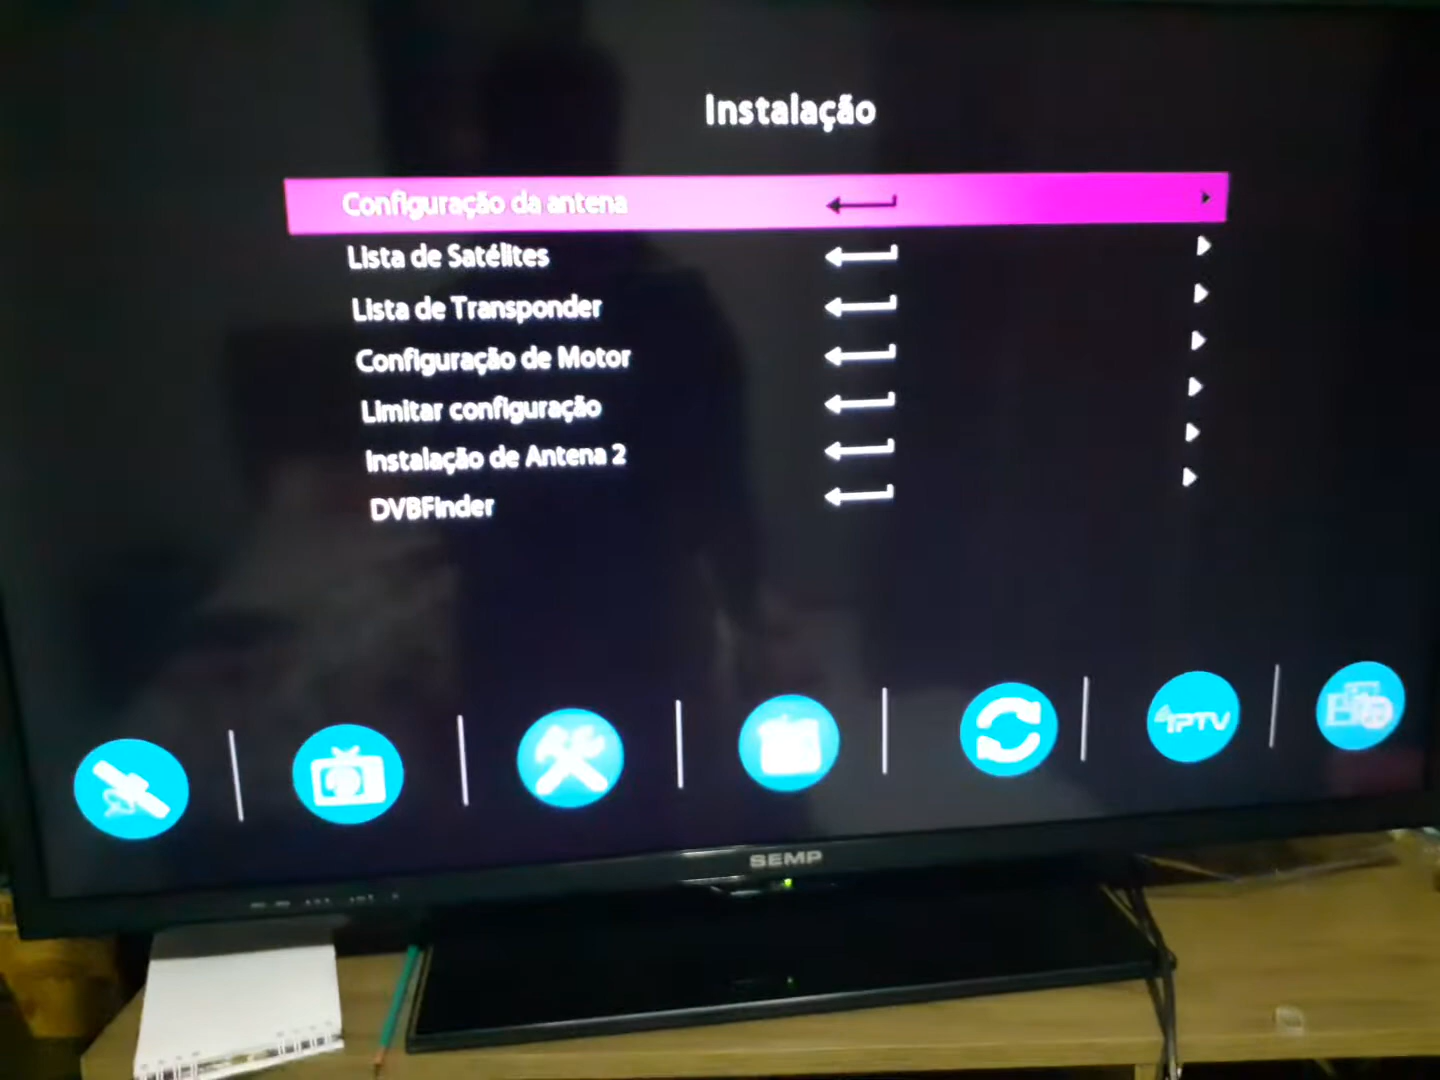 Instalação
Configuração da antena
Lista de Satélites
Lista de Transponder
Configuração de Motor
Limitar configuração
Instalação de Antena 2
DVBFinder
IPTV
SEMP